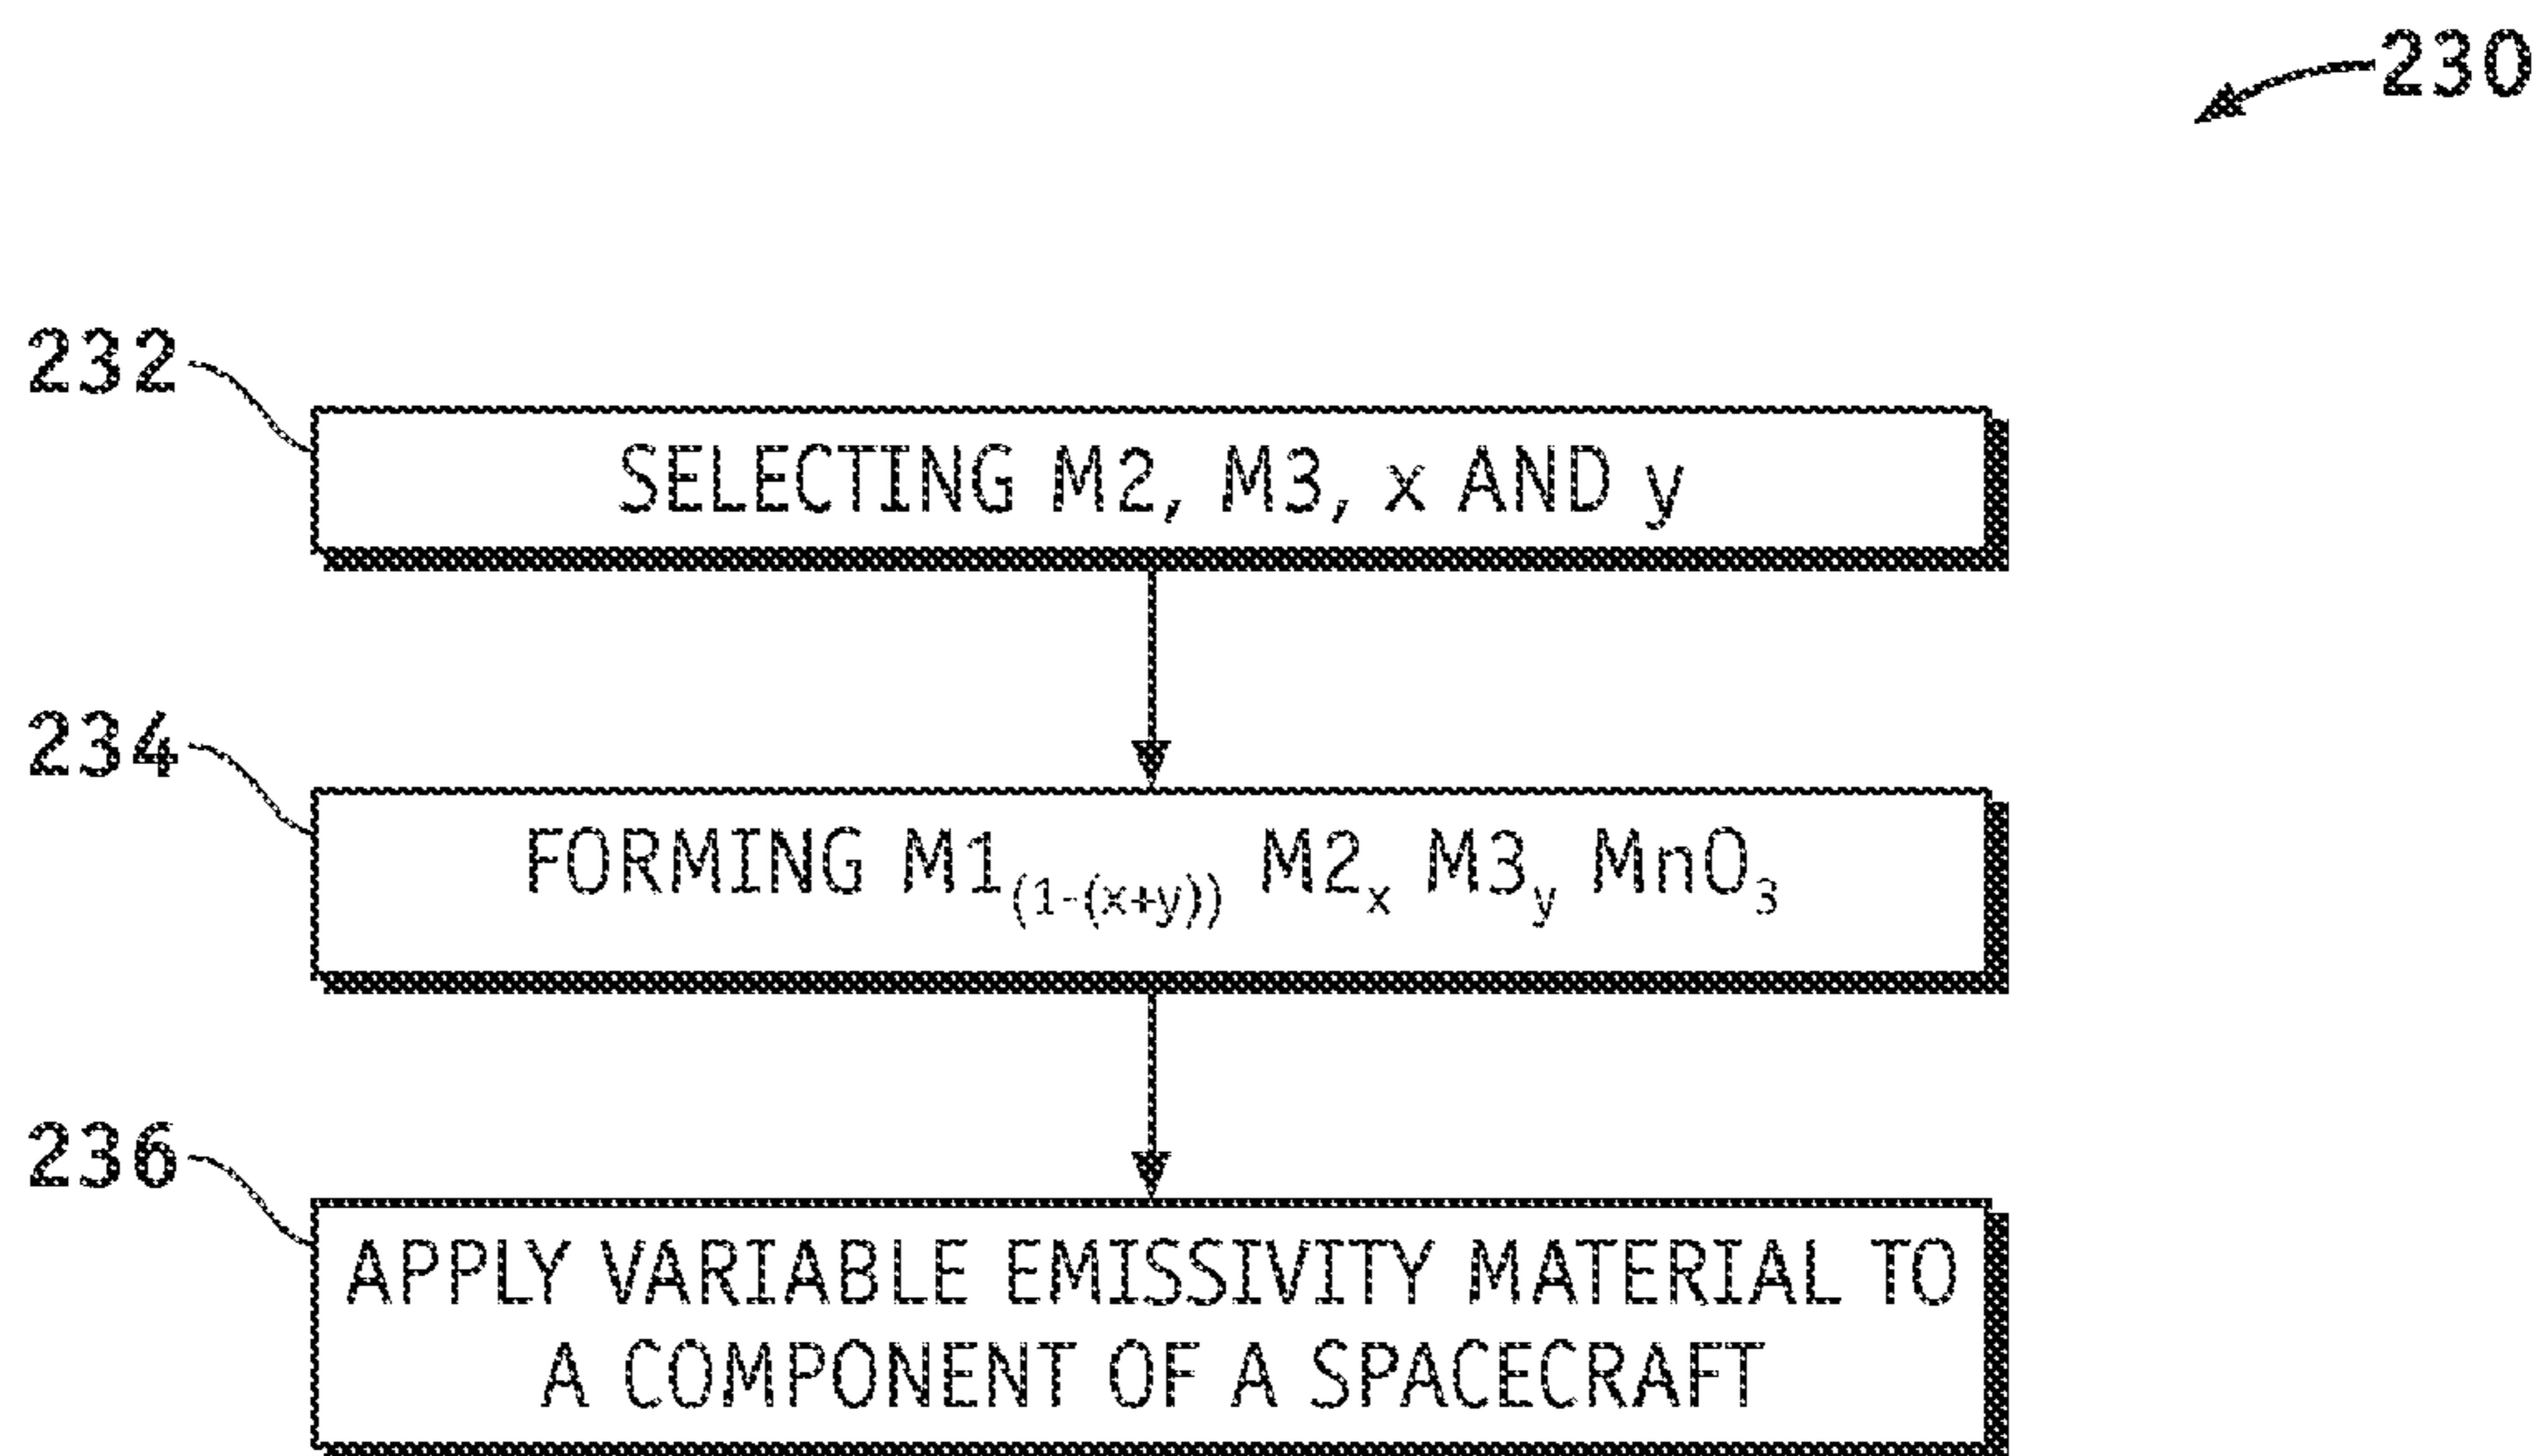 230
232
SELECTING M2, M3, x AND y
234
FORMING M1₍₁₋₍ₓ₊y₎₎ M2ₓ M3y MnO₃
236
APPLY VARIABLE EMISSIVITY MATERIAL TO
A COMPONENT OF A SPACECRAFT